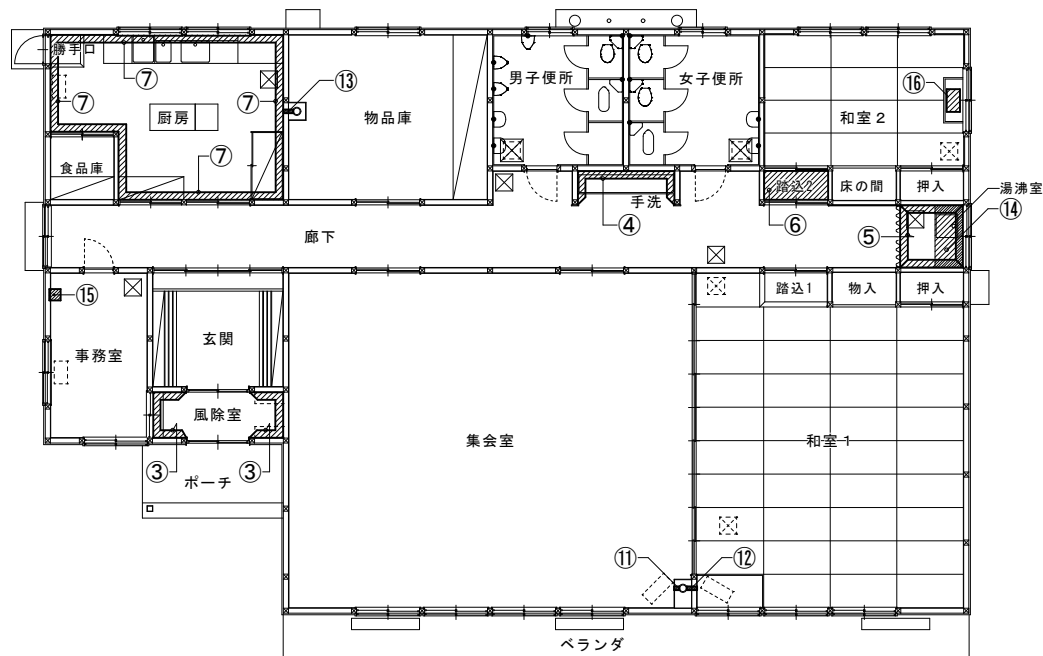 勝手口
⑦
男子便所
女子便所
⑦
⑦
⑬
⑯
厨房
物品庫
和室２
食品庫
⑦
踏込2
床の間
押入
湯沸室
手洗
④
⑥
⑤
⑭
廊下
⑮
踏込1
物入
押入
玄関
事務室
風除室
集会室
和室１
③
③
ポーチ
⑪
⑫
ベランダ